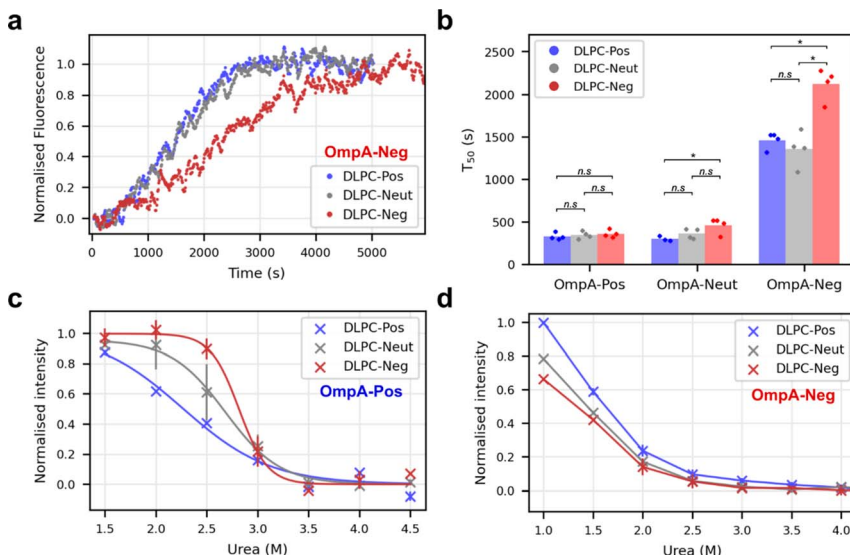 a
Normalised Fluorescence
1.0
0.8
0.6
0.4
0.2
0.0
OmpA-Neg
DLPC-Pos
DLPC-Neut
DLPC-Neg
0 1000 2000 3000 4000 5000
Time (s)
b
T50 (s)
2500
2000
1500
1000
500
0
DLPC-Pos
DLPC-Neut
DLPC-Neg
n.s
n.s
n.s
*
n.s
n.s
*
*
n.s
OmpA-Pos OmpA-Neut OmpA-Neg
c
Normalised intensity
1.0
0.8
0.6
0.4
0.2
0.0
DLPC-Pos
DLPC-Neut
DLPC-Neg
OmpA-Pos
1.5 2.0 2.5 3.0 3.5 4.0 4.5
Urea (M)
d
Normalised intensity
1.0
0.8
0.6
0.4
0.2
0.0
DLPC-Pos
DLPC-Neut
DLPC-Neg
OmpA-Neg
1.0 1.5 2.0 2.5 3.0 3.5 4.0
Urea (M)